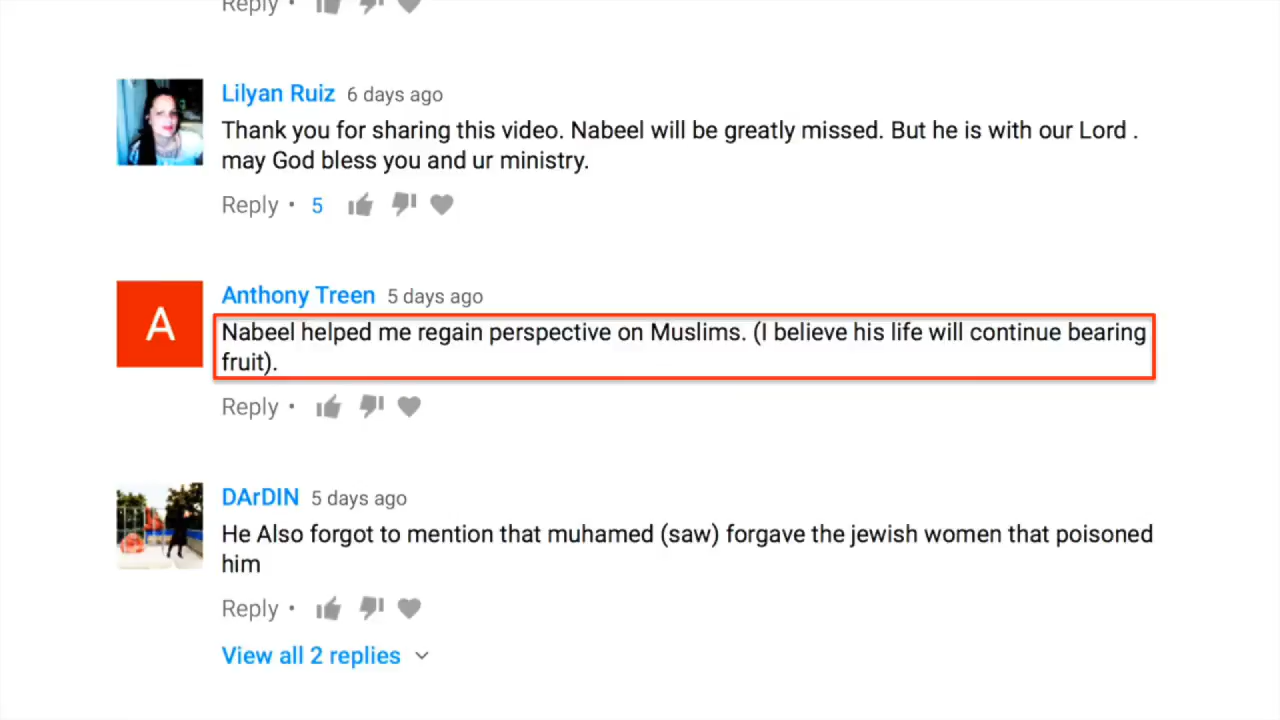 Reply •
Lilyan Ruiz 6 days ago
Thank you for sharing this video. Nabeel will be greatly missed. But he is with our Lord .
may God bless you and ur ministry.
Reply • 5
A
Anthony Treen 5 days ago
Nabeel helped me regain perspective on Muslims. (I believe his life will continue bearing
fruit).
Reply •
DArDIN 5 days ago
He Also forgot to mention that muhamed (saw) forgave the jewish women that poisoned
him
Reply •
View all 2 replies